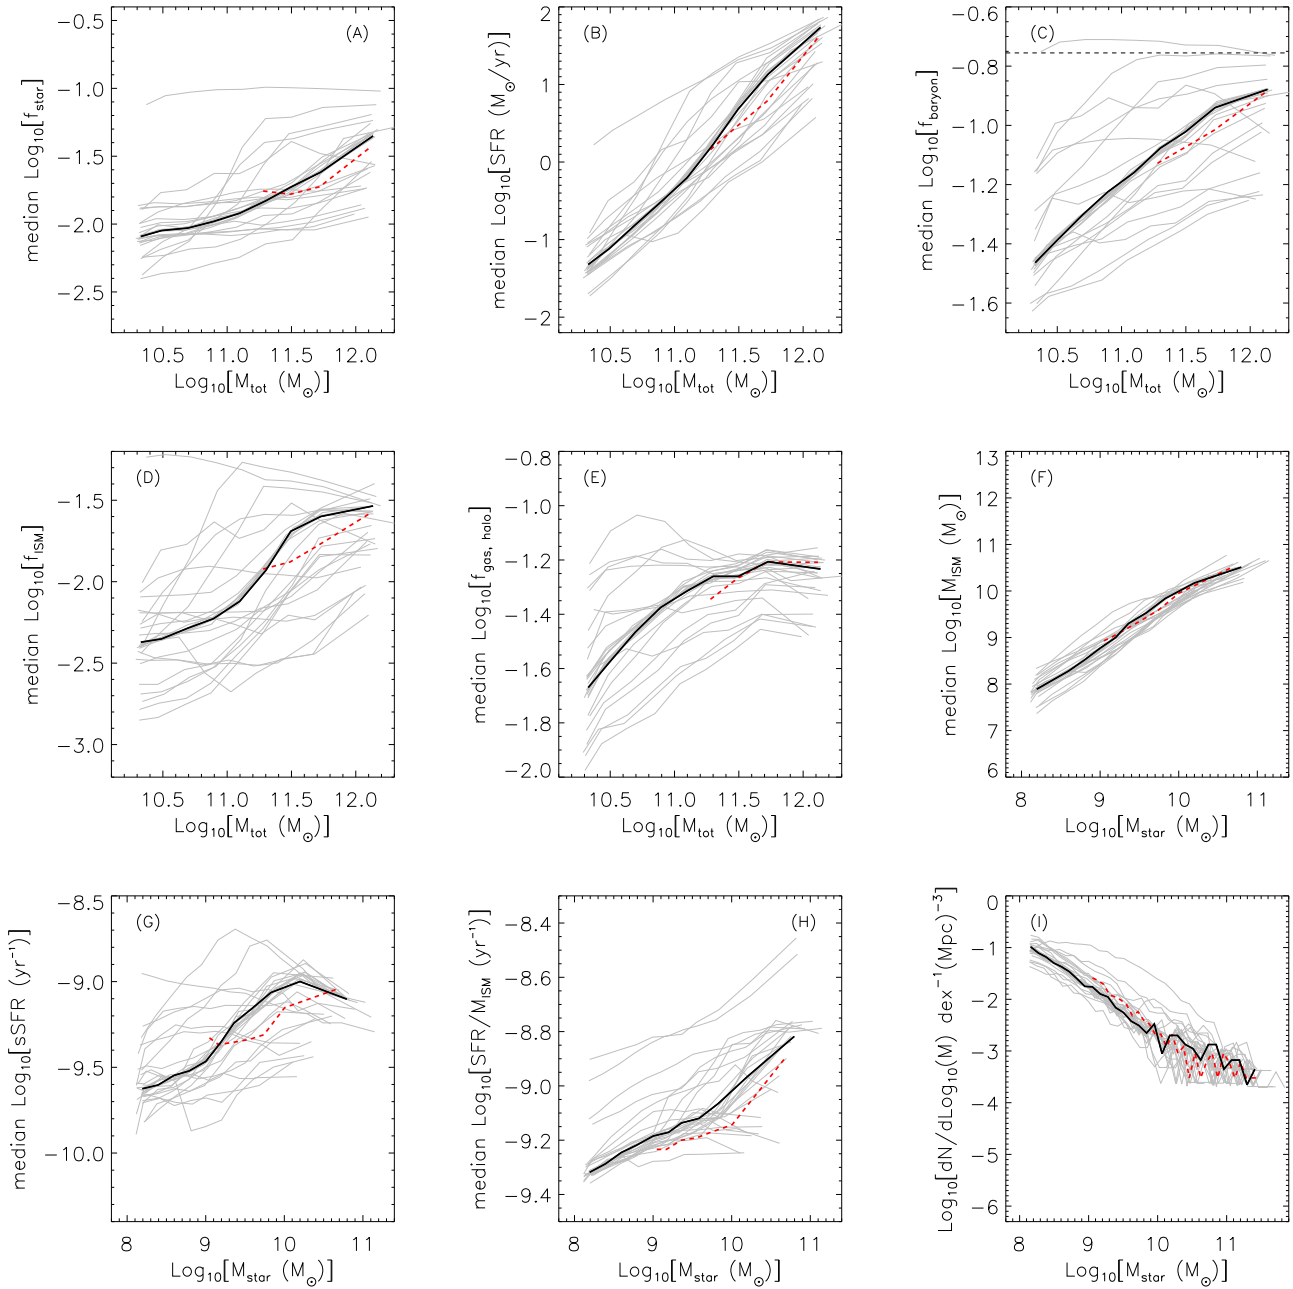 (A)
median Log10[fstar]
-0.5
-1.0
-1.5
-2.0
-2.5
10.5 11.0 11.5 12.0
Log10[Mtot (M⊙)]
(B)
median Log10[SFR (M⊙/yr)]
2
1
0
-1
-2
10.5 11.0 11.5 12.0
Log10[Mtot (M⊙)]
(C)
median Log10[fbaryon]
-0.6
-0.8
-1.0
-1.2
-1.4
-1.6
10.5 11.0 11.5 12.0
Log10[Mtot (M⊙)]
(D)
median Log10[fISM]
-1.5
-2.0
-2.5
-3.0
10.5 11.0 11.5 12.0
Log10[Mtot (M⊙)]
(E)
median Log10[fgas, halo]
-0.8
-1.0
-1.2
-1.4
-1.6
-1.8
-2.0
10.5 11.0 11.5 12.0
Log10[Mtot (M⊙)]
(F)
median Log10[MISM (M⊙)]
13
12
11
10
9
8
7
6
8 9 10 11
Log10[Mstar (M⊙)]
(G)
median Log10[sSFR (yr−1)]
-8.5
-9.0
-9.5
-10.0
8 9 10 11
Log10[Mstar (M⊙)]
(H)
median Log10[SFR/MISM (yr−1)]
-8.4
-8.6
-8.8
-9.0
-9.2
-9.4
8 9 10 11
Log10[Mstar (M⊙)]
(I)
Log10[dN/dLog10(M) dex−1(Mpc)−3]
0
-1
-2
-3
-4
-5
-6
8 9 10 11
Log10[Mstar (M⊙)]